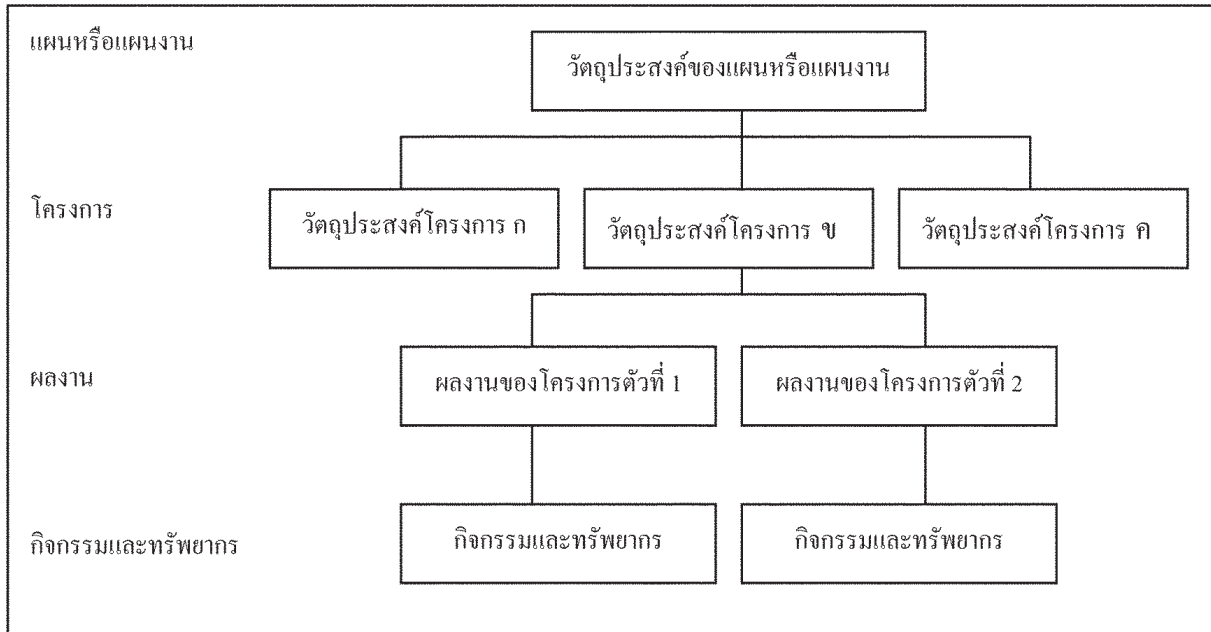 แผนหรือแผนงาน
วัตถุประสงค์ของแผนหรือแผนงาน
โครงการ
วัตถุประสงค์โครงการ ก
วัตถุประสงค์โครงการ ข
วัตถุประสงค์โครงการ ค
ผลงาน
ผลงานของโครงการตัวที่ 1
ผลงานของโครงการตัวที่ 2
กิจกรรมและทรัพยากร
กิจกรรมและทรัพยากร
กิจกรรมและทรัพยากร